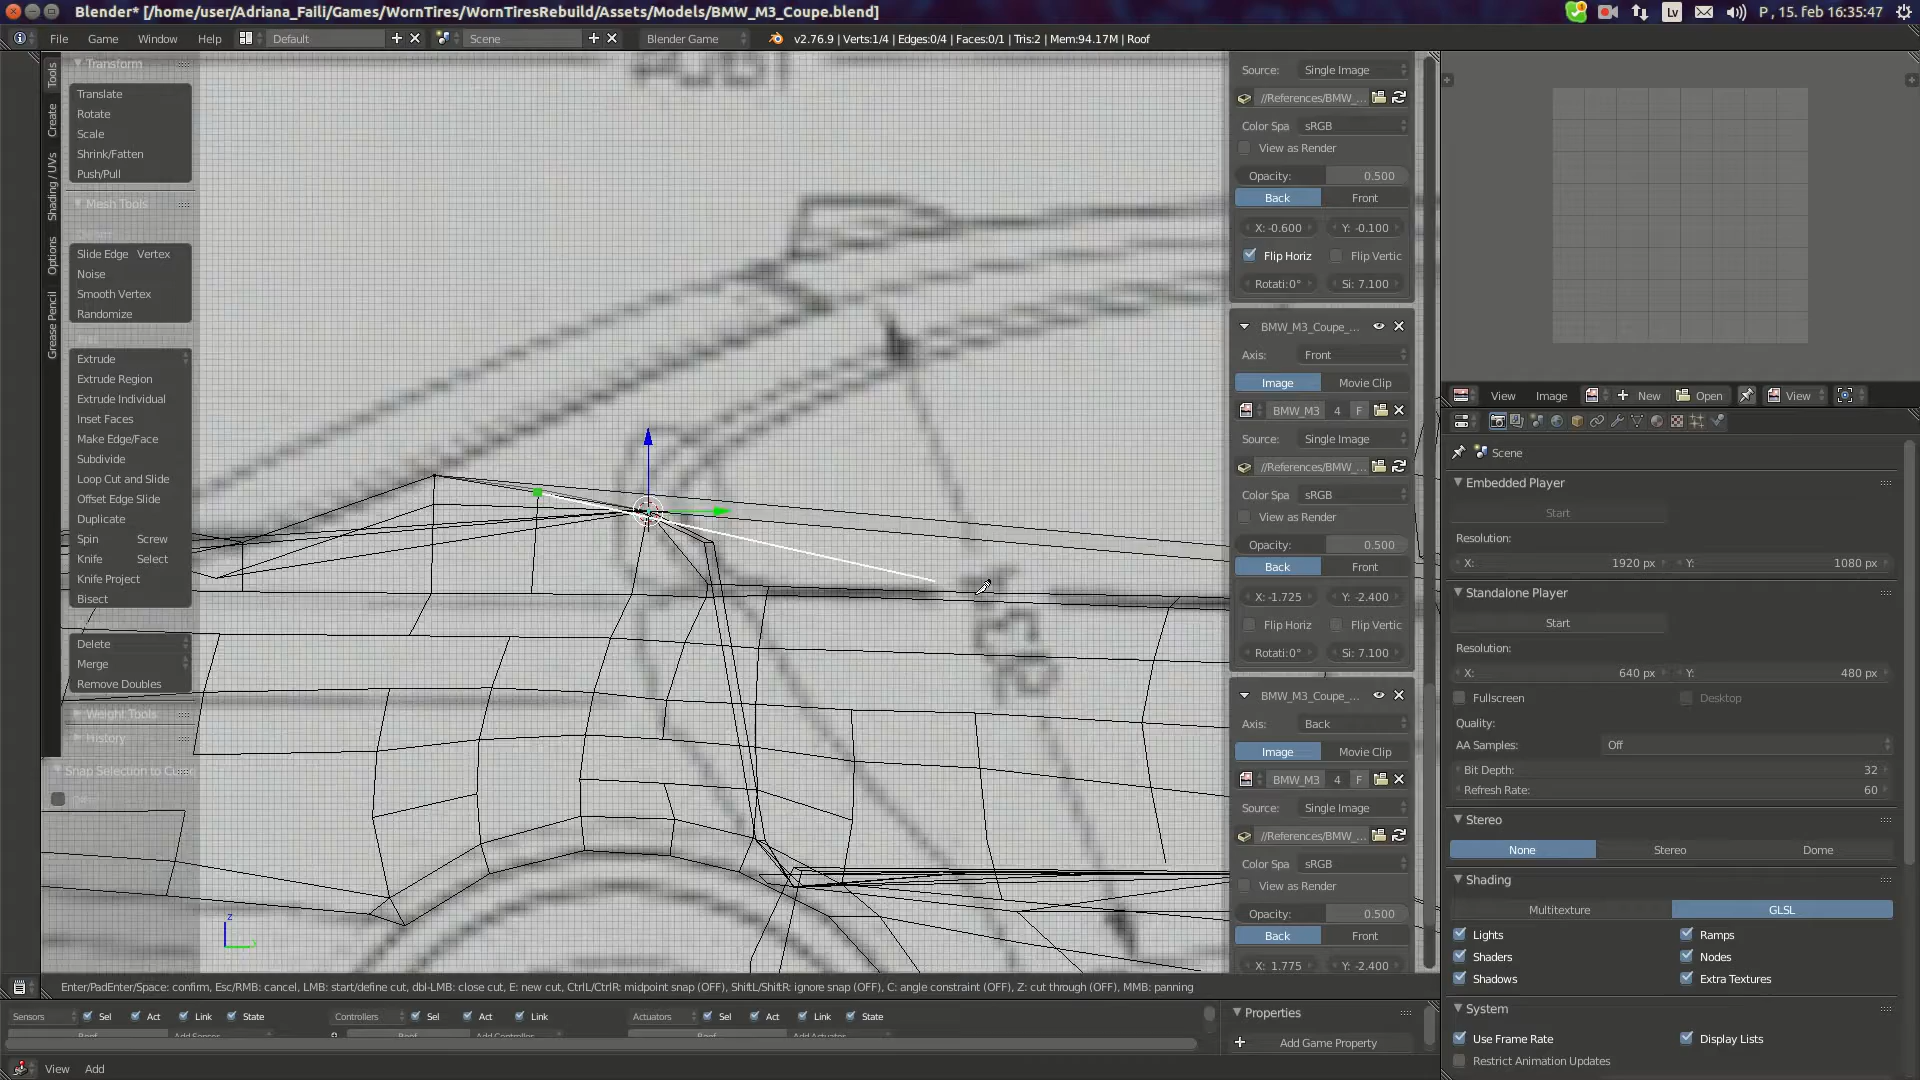 Blender* [/home/user/Adriana_Faili/Games/WornTires/WornTiresRebuild/Assets/Models/BMW_M3_Coupe.blend]
Lv
P , 15. feb 16:35:47
File Game Window Help
Default
Scene
Blender Game
v2.76.9 | Verts:1/4 | Edges:0/4 | Faces:0/1 | Tris:2 | Mem:94.17M | Roof
Tools
Create
Shading / UVs
Options
Grease Pencil
Transform
Translate
Rotate
Scale
Shrink/Fatten
Push/Pull
Mesh Tools
Slide Edge Vertex
Noise
Smooth Vertex
Randomize
Extrude
Extrude Region
Extrude Individual
Inset Faces
Make Edge/Face
Subdivide
Loop Cut and Slide
Offset Edge Slide
Duplicate
Spin Screw
Knife Select
Knife Project
Bisect
Delete
Merge
Remove Doubles
Weight Tools
History
Snap Selection to Curs
z
Source: Single Image
//References/BMW_...
Color Spa sRGB
View as Render
Opacity: 0.500
Back Front
X: -0.600 Y: -0.100
Flip Horiz Flip Vertic
Rotati:0° Si: 7.100
BMW_M3_Coupe_...
Axis: Front
Image Movie Clip
BMW_M3 4 F
Source: Single Image
//References/BMW_...
Color Spa sRGB
View as Render
Opacity: 0.500
Back Front
X: -1.725 Y: -2.400
Flip Horiz Flip Vertic
Rotati:0° Si: 7.100
BMW_M3_Coupe_...
Axis: Back
Image Movie Clip
BMW_M3 4 F
Source: Single Image
//References/BMW_...
Color Spa sRGB
View as Render
Opacity: 0.500
Back Front
X: 1.775 Y: -2.400
View Image New Open View
Scene
Embedded Player
Start
Resolution:
X: 1920 px Y: 1080 px
Standalone Player
Start
Resolution:
X: 640 px Y: 480 px
Fullscreen Desktop
Quality:
AA Samples: Off
Bit Depth: 32
Refresh Rate: 60
Stereo
None Stereo Dome
Shading
Multitexture GLSL
Lights Ramps
Shaders Nodes
Shadows Extra Textures
System
Use Frame Rate Display Lists
Restrict Animation Updates
Enter/PadEnter/Space: confirm, Esc/RMB: cancel, LMB: start/define cut, dbl-LMB: close cut, E: new cut, CtrlL/CtrlR: midpoint snap (OFF), ShiftL/ShiftR: ignore snap (OFF), C: angle constraint (OFF), Z: cut through (OFF), MMB: panning
Sensors Sel Act Link State
Controllers Sel Act Link
Actuators Sel Act Link State
Properties
Add Game Property
View Add